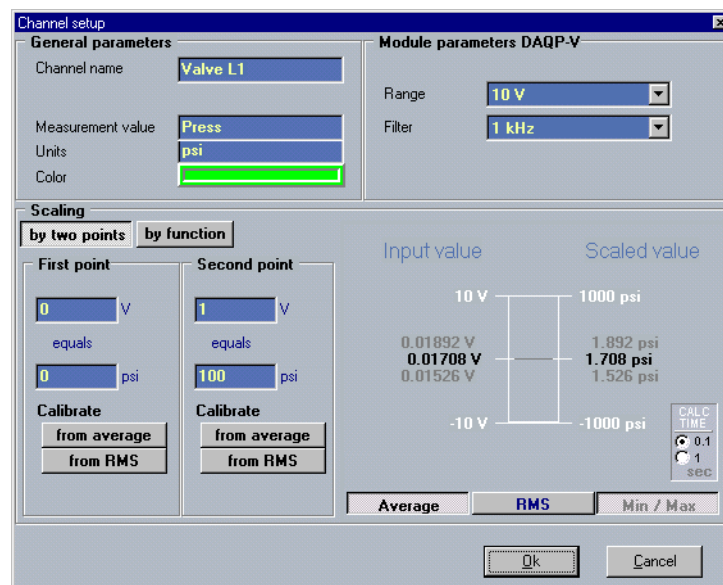 Channel setup
General parameters
Channel name Valve L1
Measurement value Press
Units psi
Color
Module parameters DAQP-V
Range 10 V
Filter 1 kHz
Scaling
by two points by function
First point
0 V
equals
0 psi
Calibrate
from average
from RMS
Second point
1 V
equals
100 psi
Calibrate
from average
from RMS
Input value Scaled value
10 V 1000 psi
0.01892 V 1.892 psi
0.01708 V 1.708 psi
0.01526 V 1.526 psi
-10 V -1000 psi
CALC
TIME
0.1
1
sec
Average RMS Min / Max
Ok Cancel